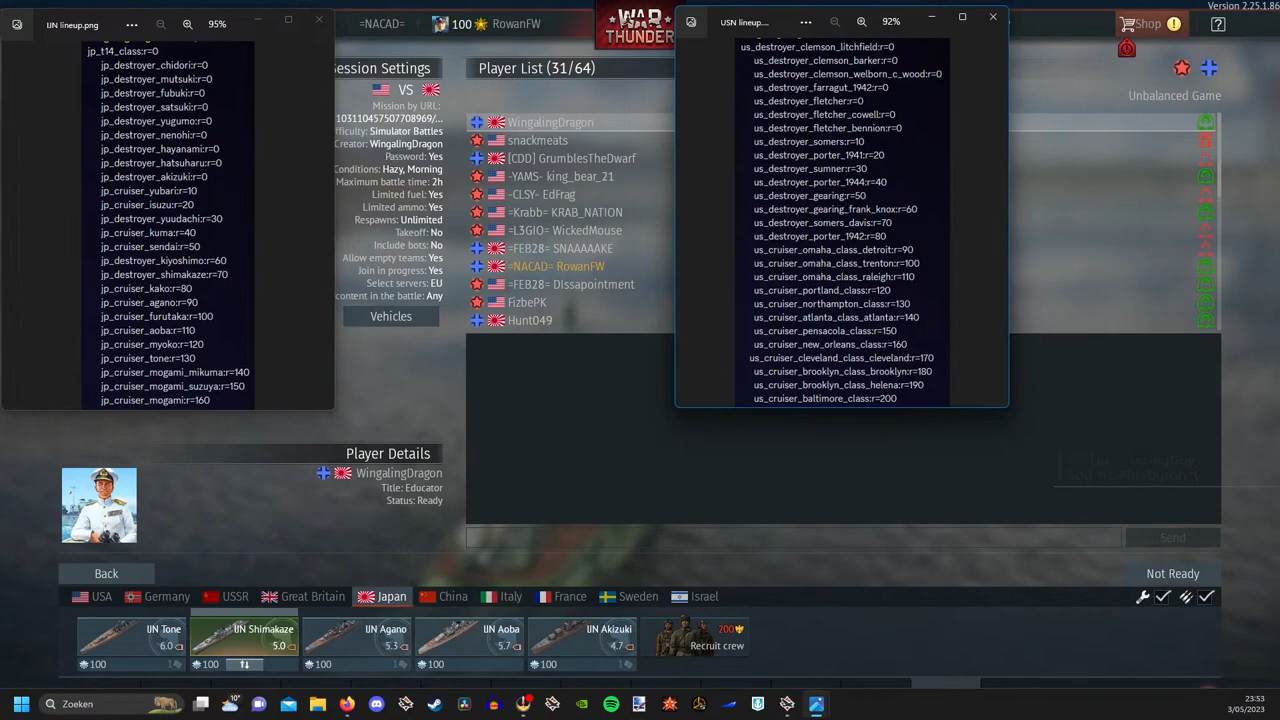 Version 2.25.1.86
IJN lineup.png
95%
jp_t14_class:r=0
jp_destroyer_chidori:r=0
jp_destroyer_mutsuki:r=0
jp_destroyer_fubuki:r=0
jp_destroyer_satsuki:r=0
jp_destroyer_yugumo:r=0
jp_destroyer_nenohi:r=0
jp_destroyer_hayanami:r=0
jp_destroyer_hatsuharu:r=0
jp_destroyer_akizuki:r=0
jp_cruiser_yubari:r=10
jp_cruiser_isuzu:r=20
jp_destroyer_yuudachi:r=30
jp_cruiser_kuma:r=40
jp_cruiser_sendai:r=50
jp_destroyer_kiyoshimo:r=60
jp_destroyer_shimakaze:r=70
jp_cruiser_kako:r=80
jp_cruiser_agano:r=90
jp_cruiser_furutaka:r=100
jp_cruiser_aoba:r=110
jp_cruiser_myoko:r=120
jp_cruiser_tone:r=130
jp_cruiser_mogami_mikuma:r=140
jp_cruiser_mogami_suzuya:r=150
jp_cruiser_mogami:r=160
=NACAD=
100 RowanFW
WAR THUNDER
Shop
?
ession Settings
VS
Mission by URL:
103110457507708969/...
fficulty: Simulator Battles
Creator: WingalingDragon
Password: Yes
Conditions: Hazy, Morning
Maximum battle time: 2h
Limited fuel: Yes
Limited ammo: Yes
Respawns: Unlimited
Takeoff: No
Include bots: No
Allow empty teams: Yes
Join in progress: Yes
Select servers: EU
content in the battle: Any
Vehicles
Player List (31/64)
WingalingDragon
snackmeats
[CDD] GrumblesTheDwarf
-YAMS- king_bear_21
-CLSY- EdFrag
=Krabb= KRAB_NATION
=L3GIO= WickedMouse
=FEB28= SNAAAAAKE
=NACAD= RowanFW
=FEB28= DIssapointment
FizbePK
Hunt049
USN lineup....
92%
us_destroyer_clemson_litchfield:r=0
us_destroyer_clemson_barker:r=0
us_destroyer_clemson_welborn_c_wood:r=0
us_destroyer_farragut_1942:r=0
us_destroyer_fletcher:r=0
us_destroyer_fletcher_cowell:r=0
us_destroyer_fletcher_bennion:r=0
us_destroyer_somers:r=10
us_destroyer_porter_1941:r=20
us_destroyer_sumner:r=30
us_destroyer_porter_1944:r=40
us_destroyer_gearing:r=50
us_destroyer_gearing_frank_knox:r=60
us_destroyer_somers_davis:r=70
us_destroyer_porter_1942:r=80
us_cruiser_omaha_class_detroit:r=90
us_cruiser_omaha_class_trenton:r=100
us_cruiser_omaha_class_raleigh:r=110
us_cruiser_portland_class:r=120
us_cruiser_northampton_class:r=130
us_cruiser_atlanta_class_atlanta:r=140
us_cruiser_pensacola_class:r=150
us_cruiser_new_orleans_class:r=160
us_cruiser_cleveland_class_cleveland:r=170
us_cruiser_brooklyn_class_brooklyn:r=180
us_cruiser_brooklyn_class_helena:r=190
us_cruiser_baltimore_class:r=200
Unbalanced Game
Player Details
WingalingDragon
Title: Educator
Status: Ready
Send
Back
Not Ready
USA Germany USSR Great Britain Japan China Italy France Sweden Israel
IJN Tone 6.0 100
IJN Shimakaze 5.0 100
IJN Agano 5.3 100
IJN Aoba 5.7 100
IJN Akizuki 4.7 100
200
Recruit crew
Zoeken
10°
23:53
3/05/2023